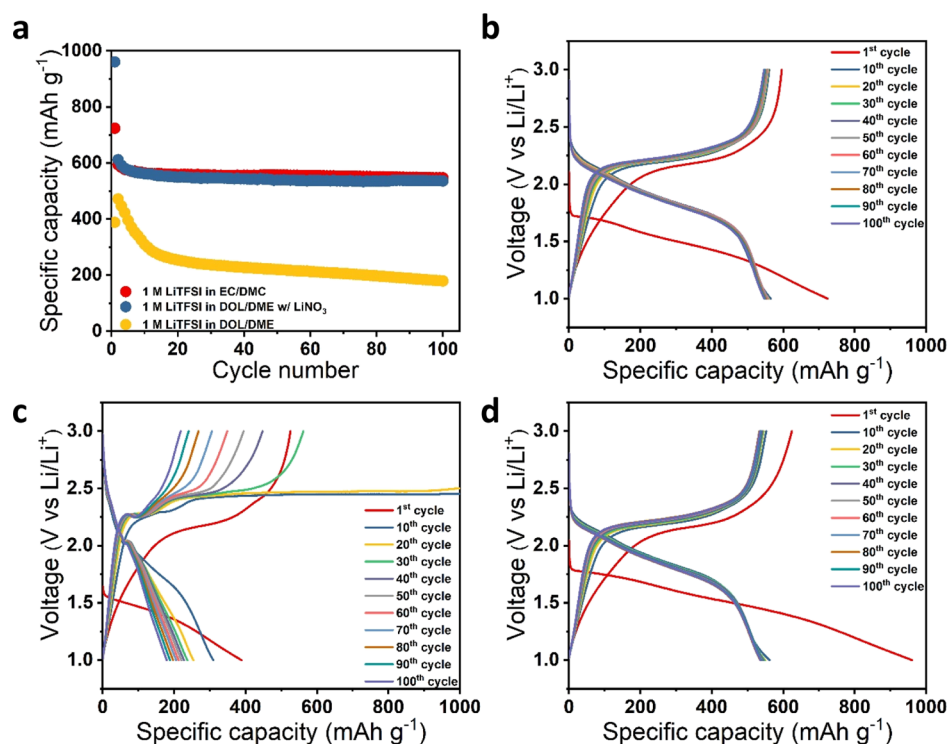 a
1000
800
600
400
200
0
Specific capacity (mAh g⁻¹)
1 M LiTFSI in EC/DMC
1 M LiTFSI in DOL/DME w/ LiNO₃
1 M LiTFSI in DOL/DME
0 20 40 60 80 100
Cycle number
b
3.0
2.5
2.0
1.5
1.0
Voltage (V vs Li/Li⁺)
1ˢᵗ cycle
10ᵗʰ cycle
20ᵗʰ cycle
30ᵗʰ cycle
40ᵗʰ cycle
50ᵗʰ cycle
60ᵗʰ cycle
70ᵗʰ cycle
80ᵗʰ cycle
90ᵗʰ cycle
100ᵗʰ cycle
0 200 400 600 800 1000
Specific capacity (mAh g⁻¹)
c
3.0
2.5
2.0
1.5
1.0
Voltage (V vs Li/Li⁺)
1ˢᵗ cycle
10ᵗʰ cycle
20ᵗʰ cycle
30ᵗʰ cycle
40ᵗʰ cycle
50ᵗʰ cycle
60ᵗʰ cycle
70ᵗʰ cycle
80ᵗʰ cycle
90ᵗʰ cycle
100ᵗʰ cycle
0 200 400 600 800 1000
Specific capacity (mAh g⁻¹)
d
3.0
2.5
2.0
1.5
1.0
Voltage (V vs Li/Li⁺)
1ˢᵗ cycle
10ᵗʰ cycle
20ᵗʰ cycle
30ᵗʰ cycle
40ᵗʰ cycle
50ᵗʰ cycle
60ᵗʰ cycle
70ᵗʰ cycle
80ᵗʰ cycle
90ᵗʰ cycle
100ᵗʰ cycle
0 200 400 600 800 1000
Specific capacity (mAh g⁻¹)